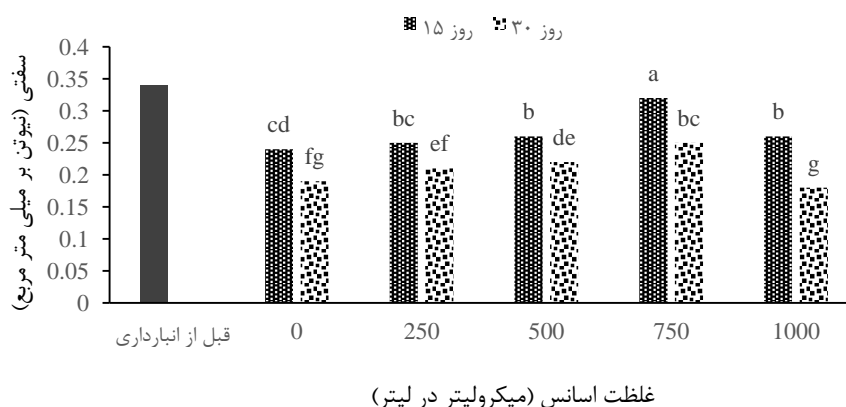 ۱۵ روز ۳۰ روز
سفتی (نیوتن بر میلی متر مربع)
0.4
0.35
0.3
0.25
0.2
0.15
0.1
0.05
0
cd fg bc ef b de a bc b g
قبل از انبارداری 0 250 500 750 1000
غلظت اسانس (میکرولیتر در لیتر)